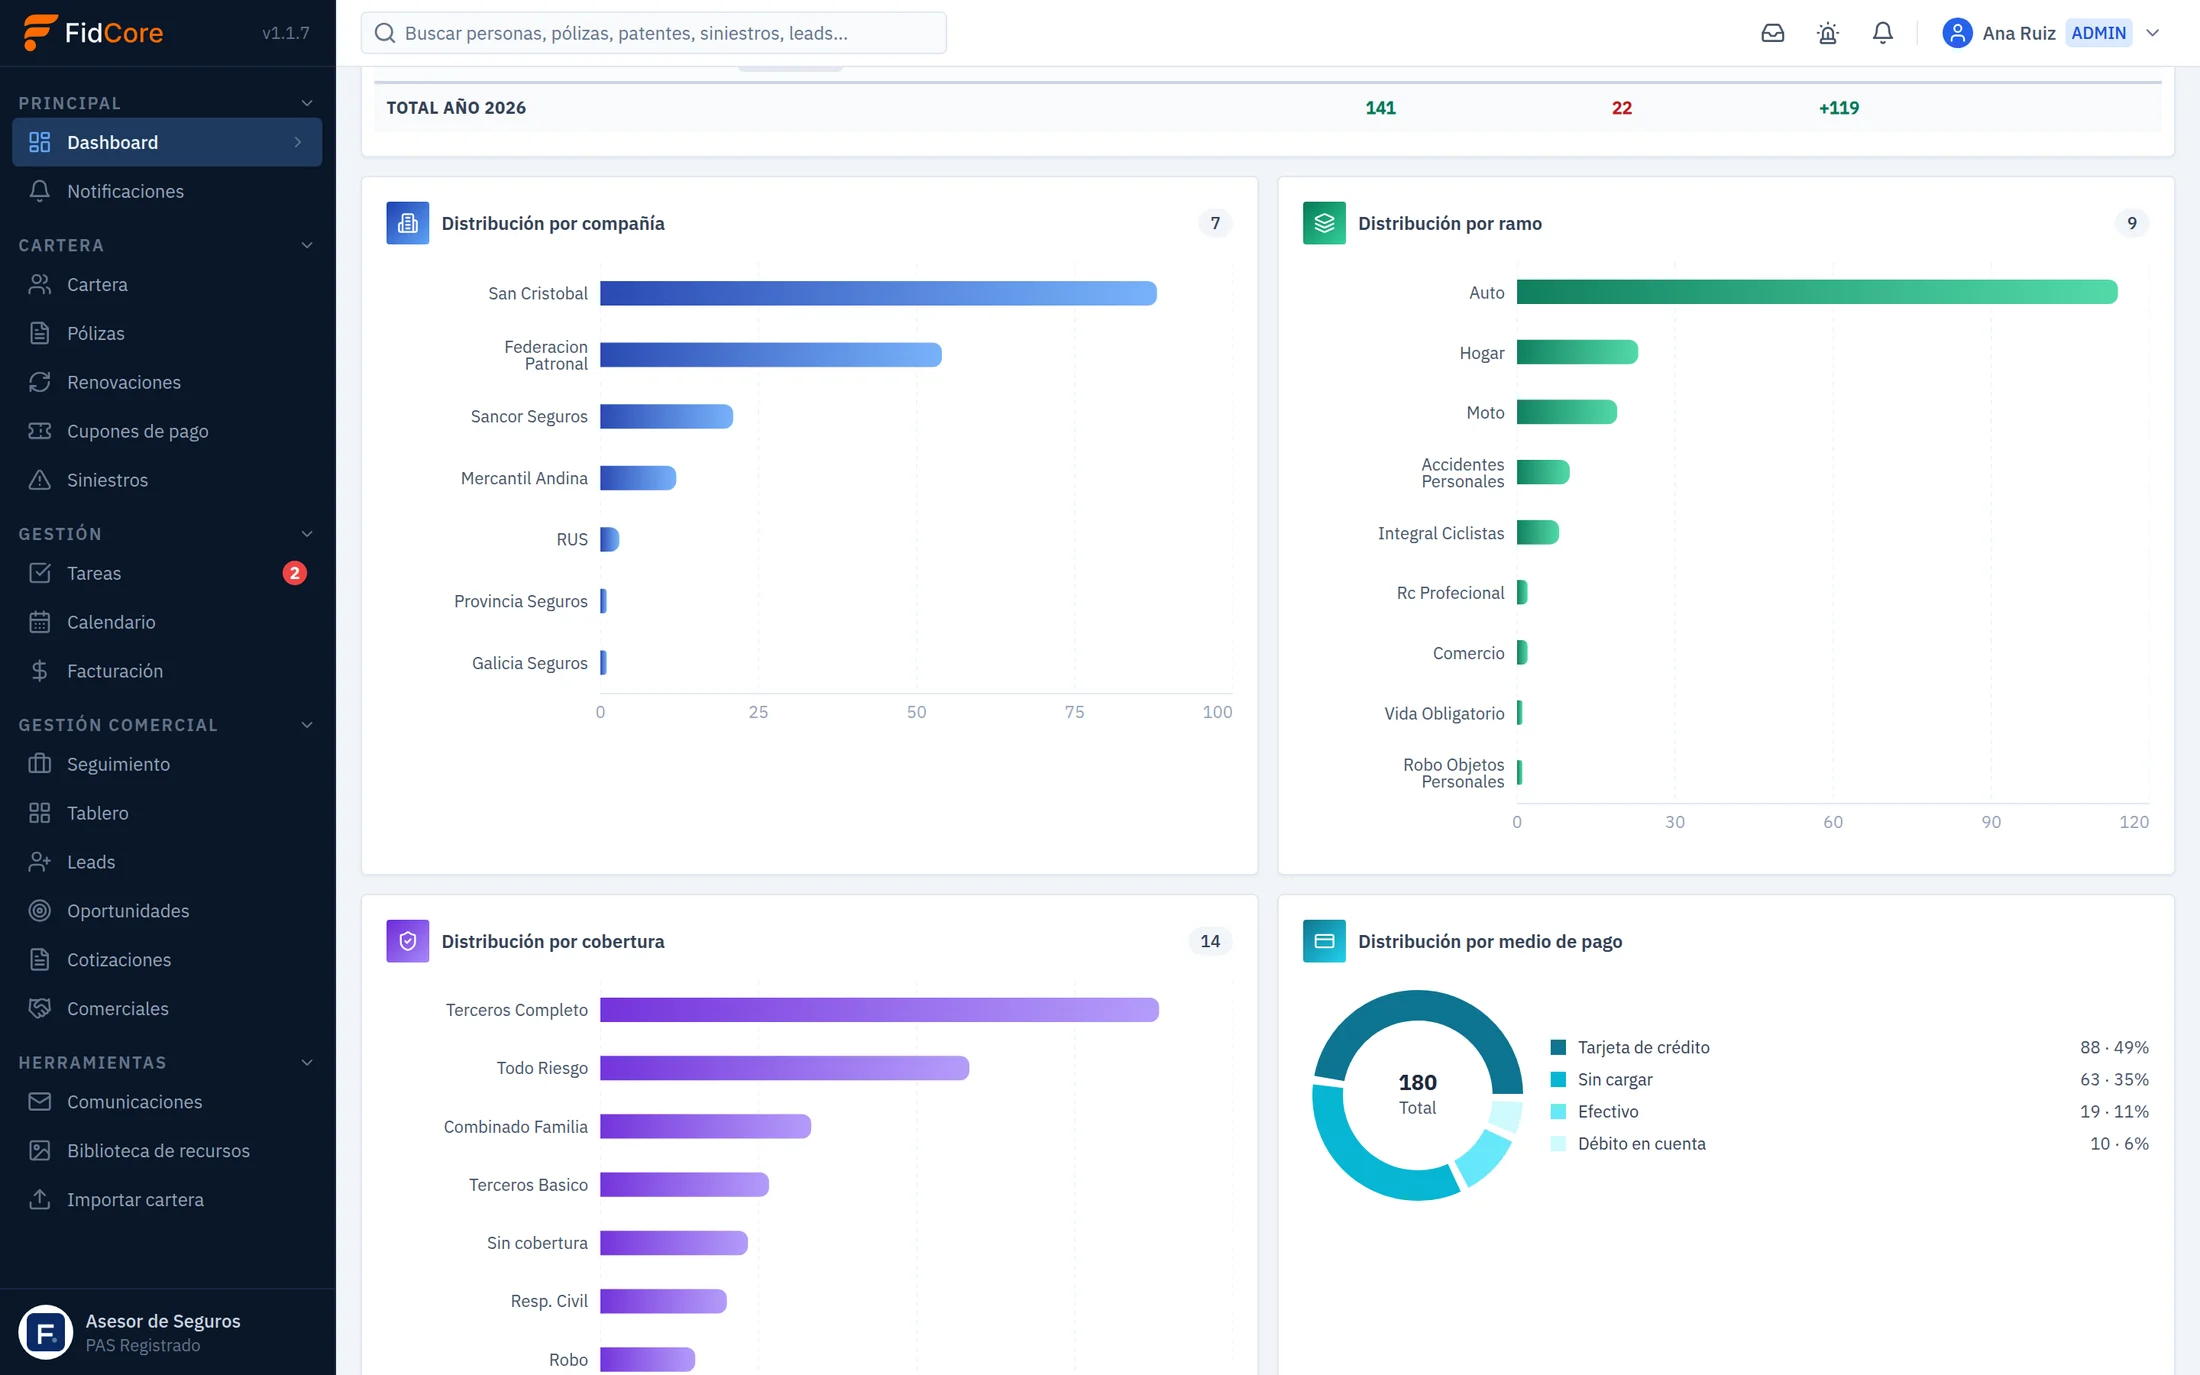 FidCore
v1.1.7
Buscar personas, pólizas, patentes, siniestros, leads...
Ana Ruiz
ADMIN
PRINCIPAL
Dashboard
Notificaciones
CARTERA
Cartera
Pólizas
Renovaciones
Cupones de pago
Siniestros
GESTIÓN
Tareas
2
Calendario
Facturación
GESTIÓN COMERCIAL
Seguimiento
Tablero
Leads
Oportunidades
Cotizaciones
Comerciales
HERRAMIENTAS
Comunicaciones
Biblioteca de recursos
Importar cartera
F
Asesor de Seguros
PAS Registrado
TOTAL AÑO 2026 141 22 +119
Distribución por compañía
7
San Cristobal
Federacion
Patronal
Sancor Seguros
Mercantil Andina
RUS
Provincia Seguros
Galicia Seguros
0 25 50 75 100
Distribución por ramo
9
Auto
Hogar
Moto
Accidentes
Personales
Integral Ciclistas
Rc Profecional
Comercio
Vida Obligatorio
Robo Objetos
Personales
0 30 60 90 120
Distribución por cobertura
14
Terceros Completo
Todo Riesgo
Combinado Familia
Terceros Basico
Sin cobertura
Resp. Civil
Robo
Distribución por medio de pago
180
Total
Tarjeta de crédito 88 · 49%
Sin cargar 63 · 35%
Efectivo 19 · 11%
Débito en cuenta 10 · 6%